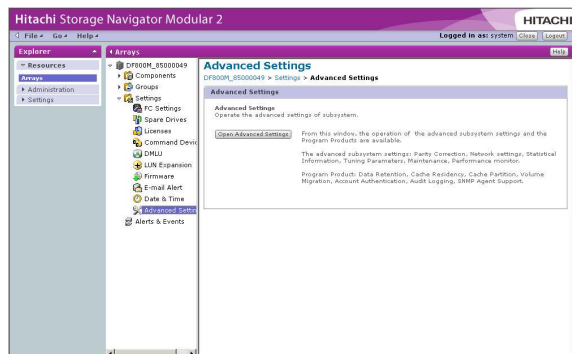 Hitachi Storage Navigator Modular 2
HITACHI
File Go Help
Logged in as: system Close Logout
Explorer
Arrays
Help
Resources
Arrays
Administration
Settings
DF800M_85000049
Components
Groups
Settings
FC Settings
Spare Drives
Licenses
Command Devic
DMLU
LUN Expansion
Firmware
E-mail Alert
Date & Time
Advanced Settin
Alerts & Events
Advanced Settings
DF800M_85000049 > Settings > Advanced Settings
Advanced Settings
Advanced Settings
Operate the advanced settings of subsystem.
Open Advanced Settings
From this window, the operation of the advanced subsystem settings and the
Program Products are available.
The advanced subsystem settings: Parity Correction, Network settings, Statistical
Information, Tuning Parameters, Maintenance, Performance monitor.
Program Product: Data Retention, Cache Residency, Cache Partition, Volume
Migration, Account Authentication, Audit Logging, SNMP Agent Support.